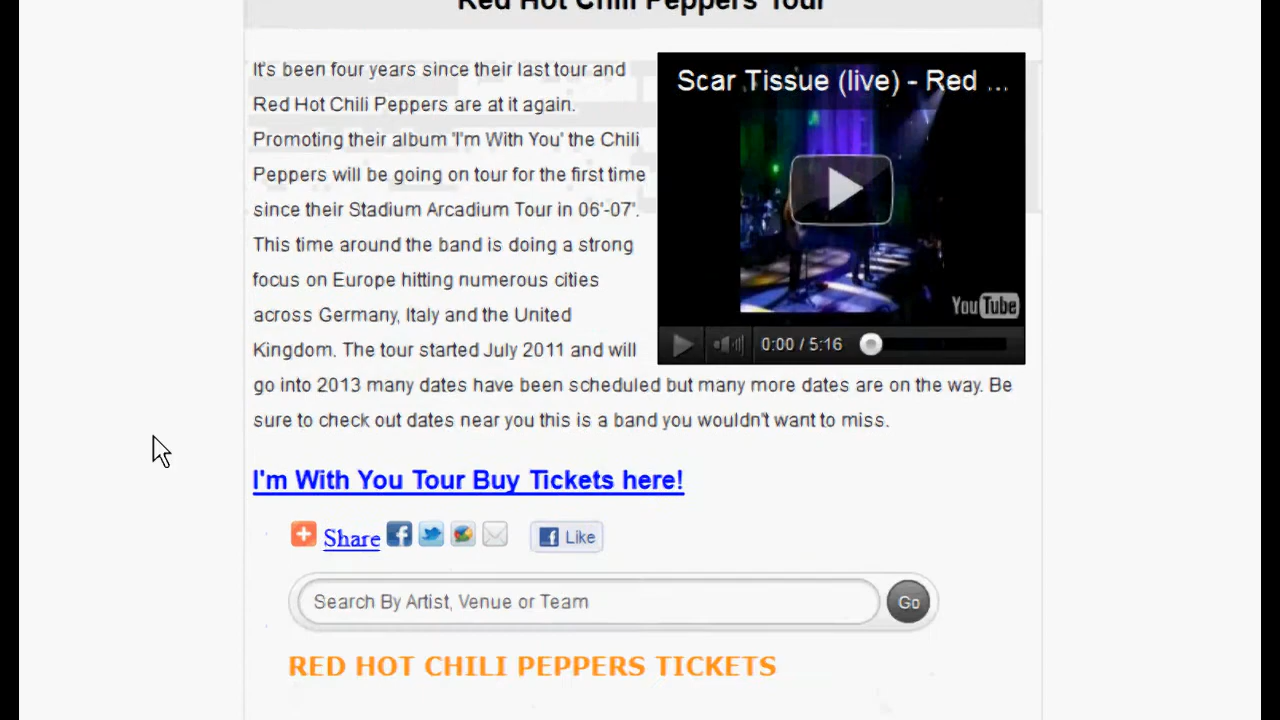 Red Hot Chili Peppers Tour
It's been four years since their last tour and
Red Hot Chili Peppers are at it again.
Promoting their album 'I'm With You' the Chili
Peppers will be going on tour for the first time
since their Stadium Arcadium Tour in 06'-07'.
This time around the band is doing a strong
focus on Europe hitting numerous cities
across Germany, Italy and the United
Kingdom. The tour started July 2011 and will
go into 2013 many dates have been scheduled but many more dates are on the way. Be
sure to check out dates near you this is a band you wouldn't want to miss.
Scar Tissue (live) - Red ...
YouTube
0:00 / 5:16
I'm With You Tour Buy Tickets here!
Share Like
Search By Artist, Venue or Team Go
RED HOT CHILI PEPPERS TICKETS